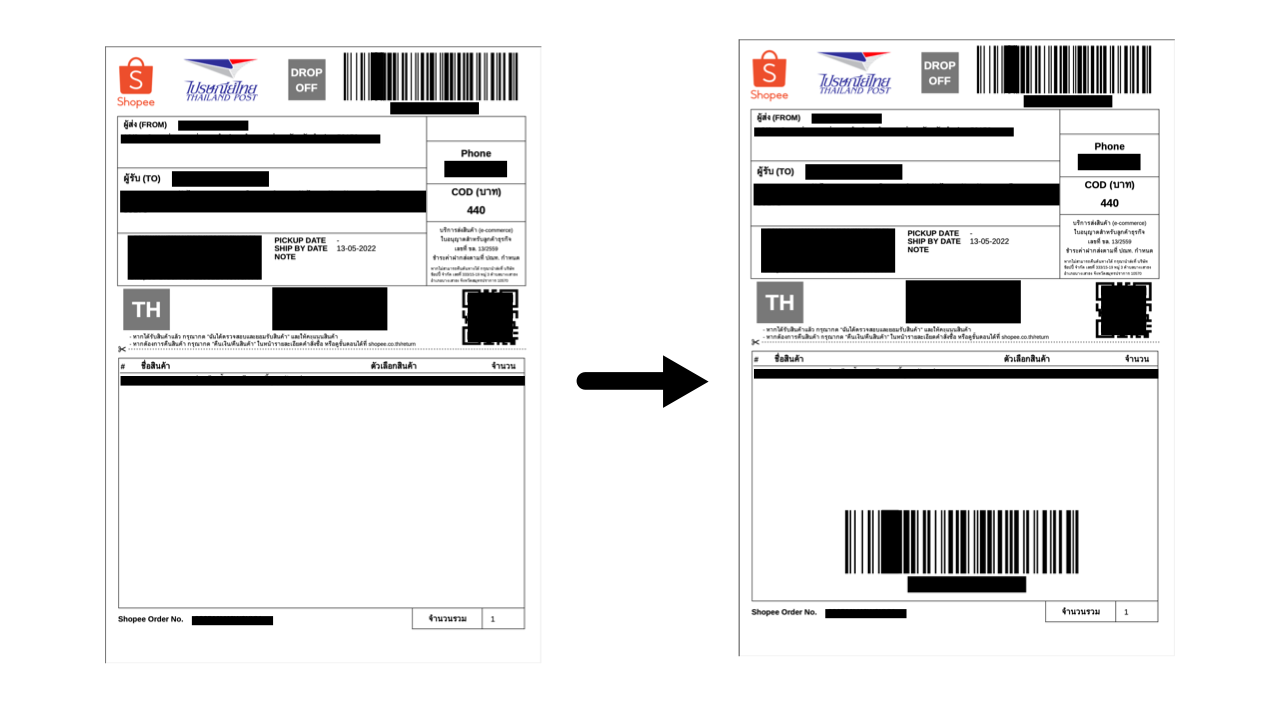 Shopee
ไปรษณีย์ไทย
THAILAND POST
DROP
OFF
ผู้ส่ง (FROM)
Phone
ผู้รับ (TO)
COD (บาท)
440
บริการส่งสินค้า (e-commerce)
ใบอนุญาตสำหรับลูกค้าธุรกิจ
เลขที่ ชล. 13/2559
ชำระค่าฝากส่งตามที่ ปณท. กำหนด
PICKUP DATE -
SHIP BY DATE 13-05-2022
NOTE
TH
- หากได้รับสินค้าแล้ว กรุณากด "ฉันได้ตรวจสอบและยอมรับสินค้า" และให้คะแนนสินค้า
- หากต้องการคืนสินค้า กรุณากด "คืนเงิน/คืนสินค้า" ในหน้ารายละเอียดคำสั่งซื้อ หรือดูขั้นตอนได้ที่ shopee.co.th/return
# ชื่อสินค้า ตัวเลือกสินค้า จำนวน
Shopee Order No.
จำนวนรวม 1
Shopee
ไปรษณีย์ไทย
THAILAND POST
DROP
OFF
ผู้ส่ง (FROM)
Phone
ผู้รับ (TO)
COD (บาท)
440
บริการส่งสินค้า (e-commerce)
ใบอนุญาตสำหรับลูกค้าธุรกิจ
เลขที่ ชล. 13/2559
ชำระค่าฝากส่งตามที่ ปณท. กำหนด
PICKUP DATE -
SHIP BY DATE 13-05-2022
NOTE
TH
- หากได้รับสินค้าแล้ว กรุณากด "ฉันได้ตรวจสอบและยอมรับสินค้า" และให้คะแนนสินค้า
- หากต้องการคืนสินค้า กรุณากด "คืนเงิน/คืนสินค้า" ในหน้ารายละเอียดคำสั่งซื้อ หรือดูขั้นตอนได้ที่ shopee.co.th/return
# ชื่อสินค้า ตัวเลือกสินค้า จำนวน
Shopee Order No.
จำนวนรวม 1